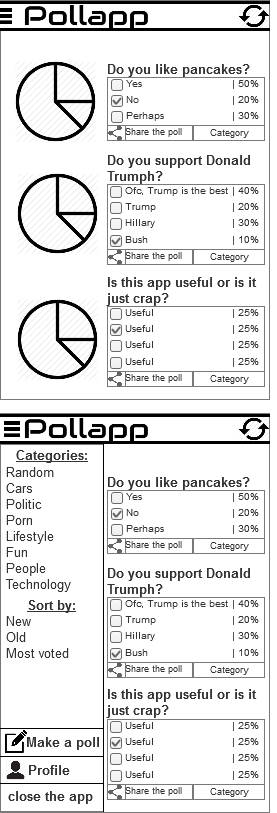 Pollapp
Do you like pancakes?
Yes | 50%
No | 20%
Perhaps | 30%
Share the poll Category
Do you support Donald
Trumph?
Ofc, Trump is the best | 40%
Trump | 20%
Hillary | 30%
Bush | 10%
Share the poll Category
Is this app useful or is it
just crap?
Useful | 25%
Useful | 25%
Useful | 25%
Useful | 25%
Share the poll Category
Pollapp
Categories:
Random
Cars
Politic
Porn
Lifestyle
Fun
People
Technology
Sort by:
New
Old
Most voted
Make a poll
Profile
close the app
Do you like pancakes?
Yes | 50%
No | 20%
Perhaps | 30%
Share the poll Category
Do you support Donald
Trumph?
Ofc, Trump is the best | 40%
Trump | 20%
Hillary | 30%
Bush | 10%
Share the poll Category
Is this app useful or is it
just crap?
Useful | 25%
Useful | 25%
Useful | 25%
Useful | 25%
Share the poll Category